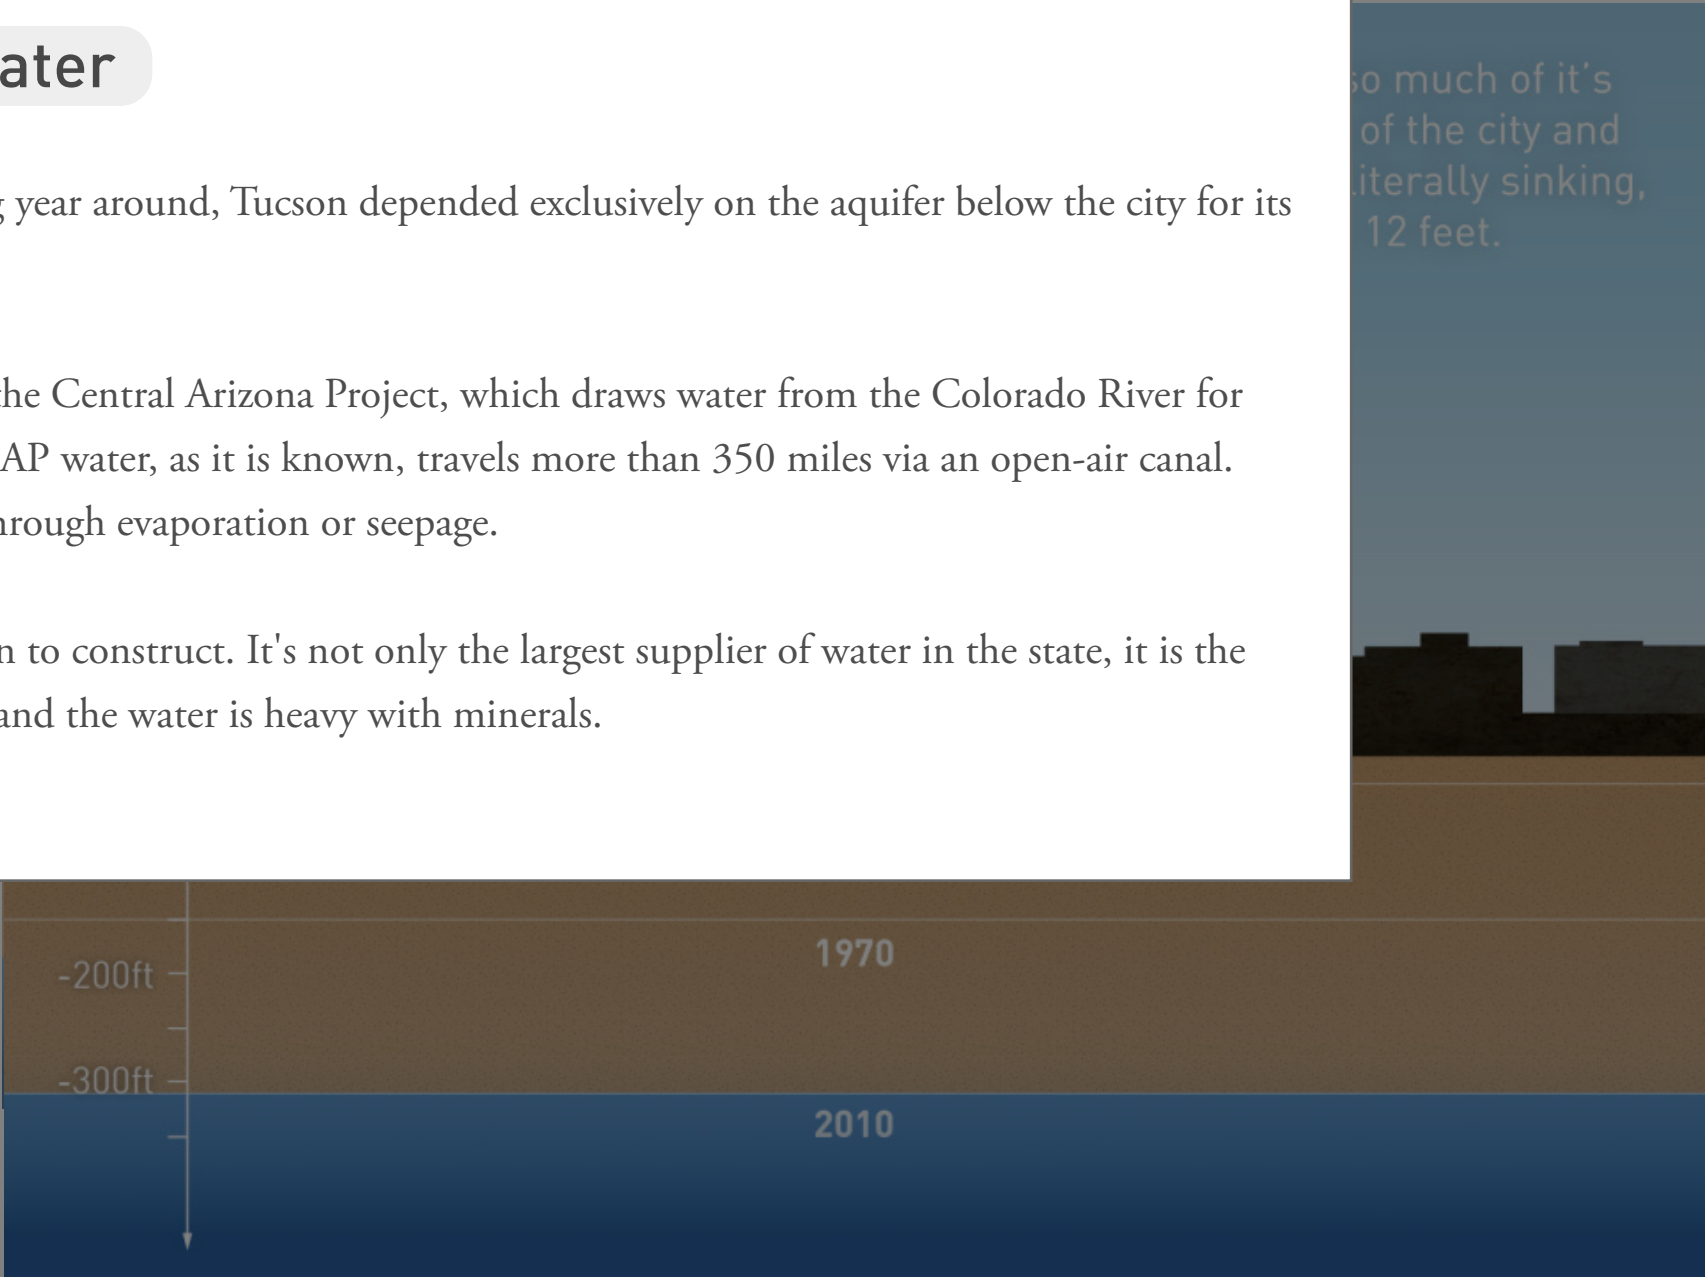 ater
g year around, Tucson depended exclusively on the aquifer below the city for its
the Central Arizona Project, which draws water from the Colorado River for
AP water, as it is known, travels more than 350 miles via an open-air canal.
hrough evaporation or seepage.
n to construct. It's not only the largest supplier of water in the state, it is the
and the water is heavy with minerals.
so much of it's
of the city and
literally sinking,
12 feet.
1970
-200ft
-300ft
2010